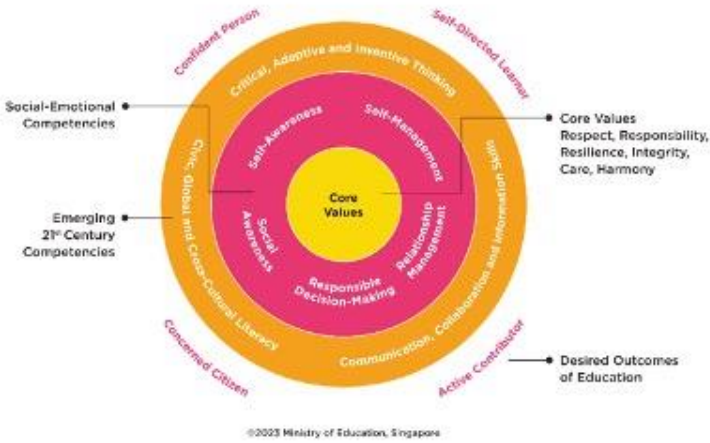 Confident Person
Self-Directed Learner
Critical, Adaptive and Inventive Thinking
Social-Emotional
Competencies
Self-Awareness
Self-Management
Core Values
Respect, Responsibility,
Resilience, Integrity,
Care, Harmony
Core
Values
Civic, Global and Cross-Cultural Literacy
Communication, Collaboration and Information Skills
Emerging
21st Century
Competencies
Social
Awareness
Relationship
Management
Responsible
Decision-Making
Concerned Citizen
Active Contributor
Desired Outcomes
of Education
©2023 Ministry of Education, Singapore